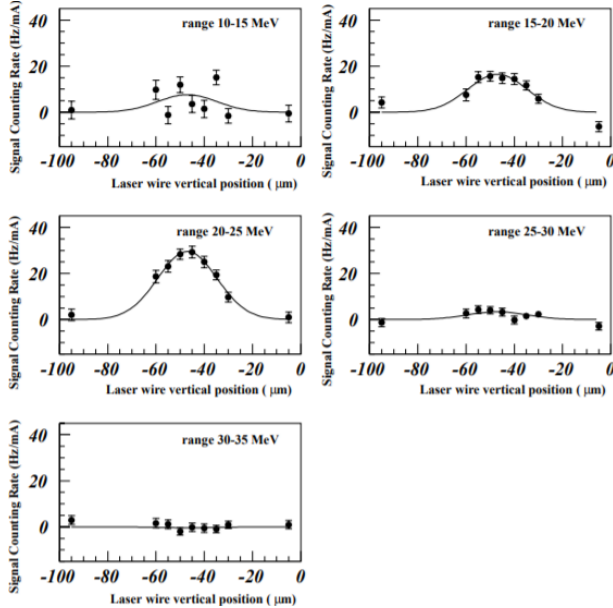 Signal Counting Rate (Hz/mA)
40
20
0
range 10-15 MeV
-100 -80 -60 -40 -20 0
Laser wire vertical position ( μm)
Signal Counting Rate (Hz/mA)
40
20
0
range 15-20 MeV
-100 -80 -60 -40 -20 0
Laser wire vertical position ( μm)
Signal Counting Rate (Hz/mA)
40
20
0
range 20-25 MeV
-100 -80 -60 -40 -20 0
Laser wire vertical position ( μm)
Signal Counting Rate (Hz/mA)
40
20
0
range 25-30 MeV
-100 -80 -60 -40 -20 0
Laser wire vertical position ( μm)
Signal Counting Rate (Hz/mA)
40
20
0
range 30-35 MeV
-100 -80 -60 -40 -20 0
Laser wire vertical position ( μm)